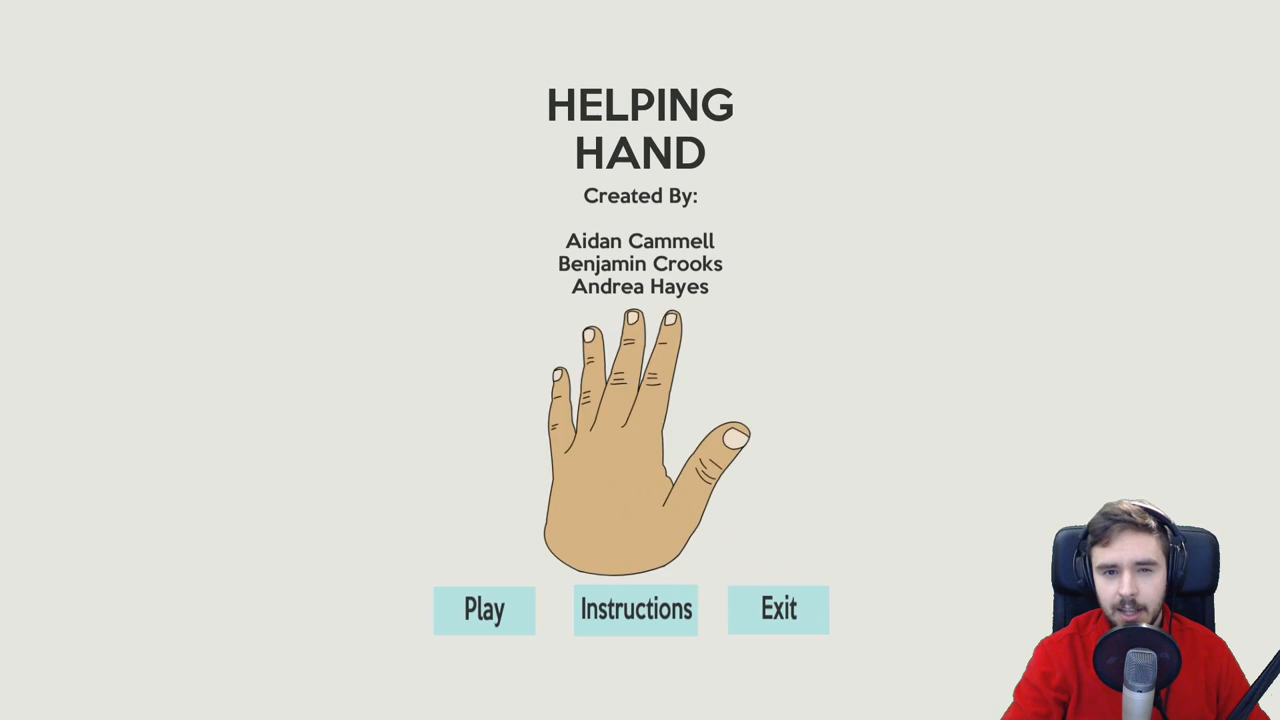 HELPING
HAND
Created By:
Aidan Cammell
Benjamin Crooks
Andrea Hayes
Play
Instructions
Exit